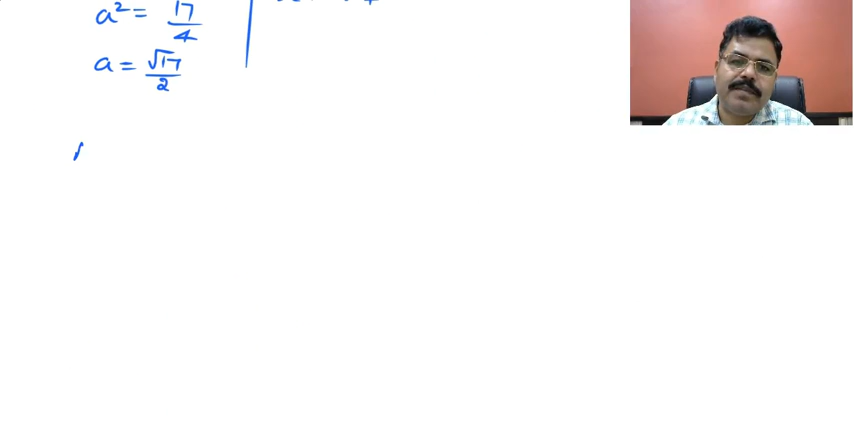 a² = 17/4
a = √17/2